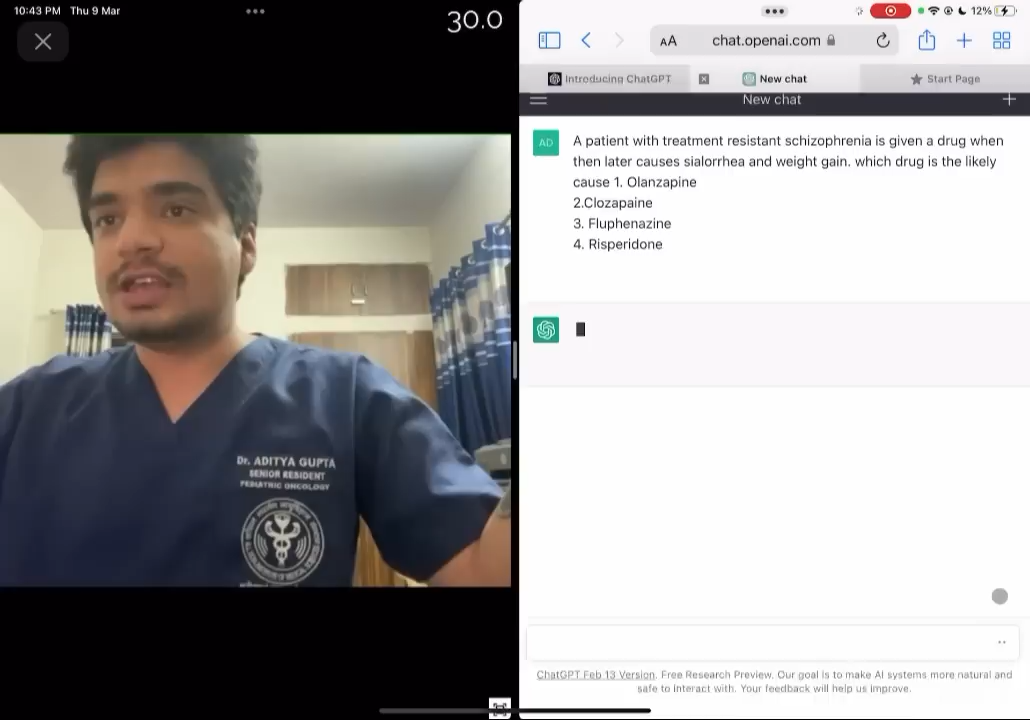 10:43 PM Thu 9 Mar
30.0
12%
AA chat.openai.com
Introducing ChatGPT
New chat
Start Page
New chat
AD
A patient with treatment resistant schizophrenia is given a drug when
then later causes sialorrhea and weight gain. which drug is the likely
cause 1. Olanzapine
2.Clozapaine
3. Fluphenazine
4. Risperidone
Dr. ADITYA GUPTA
SENIOR RESIDENT
PEDIATRIC ONCOLOGY
ChatGPT Feb 13 Version. Free Research Preview. Our goal is to make AI systems more natural and
safe to interact with. Your feedback will help us improve.